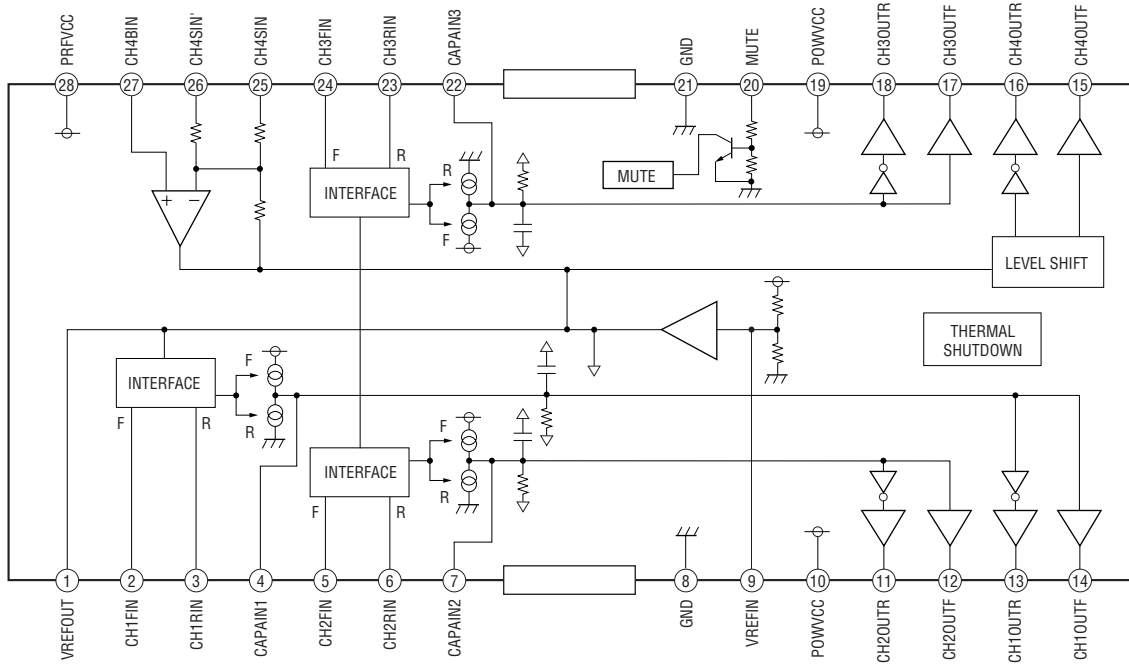 PREVCC
CH4BIN
CH4SIN'
CH4SIN
CH3FIN
CH3RIN
CAPAIN3
GND
MUTE
POWVCC
CH3OUTR
CH3OUTF
CH4OUTR
CH4OUTF
28
27
26
25
24
23
22
21
20
19
18
17
16
15
F
R
INTERFACE
R
F
+
−
MUTE
LEVEL SHIFT
THERMAL
SHUTDOWN
INTERFACE
F
R
F
R
INTERFACE
F
R
F
R
1
2
3
4
5
6
7
8
9
10
11
12
13
14
VREFOUT
CH1FIN
CH1RIN
CAPAIN1
CH2FIN
CH2RIN
CAPAIN2
GND
VREFIN
POWVCC
CH2OUTR
CH2OUTF
CH1OUTR
CH1OUTF